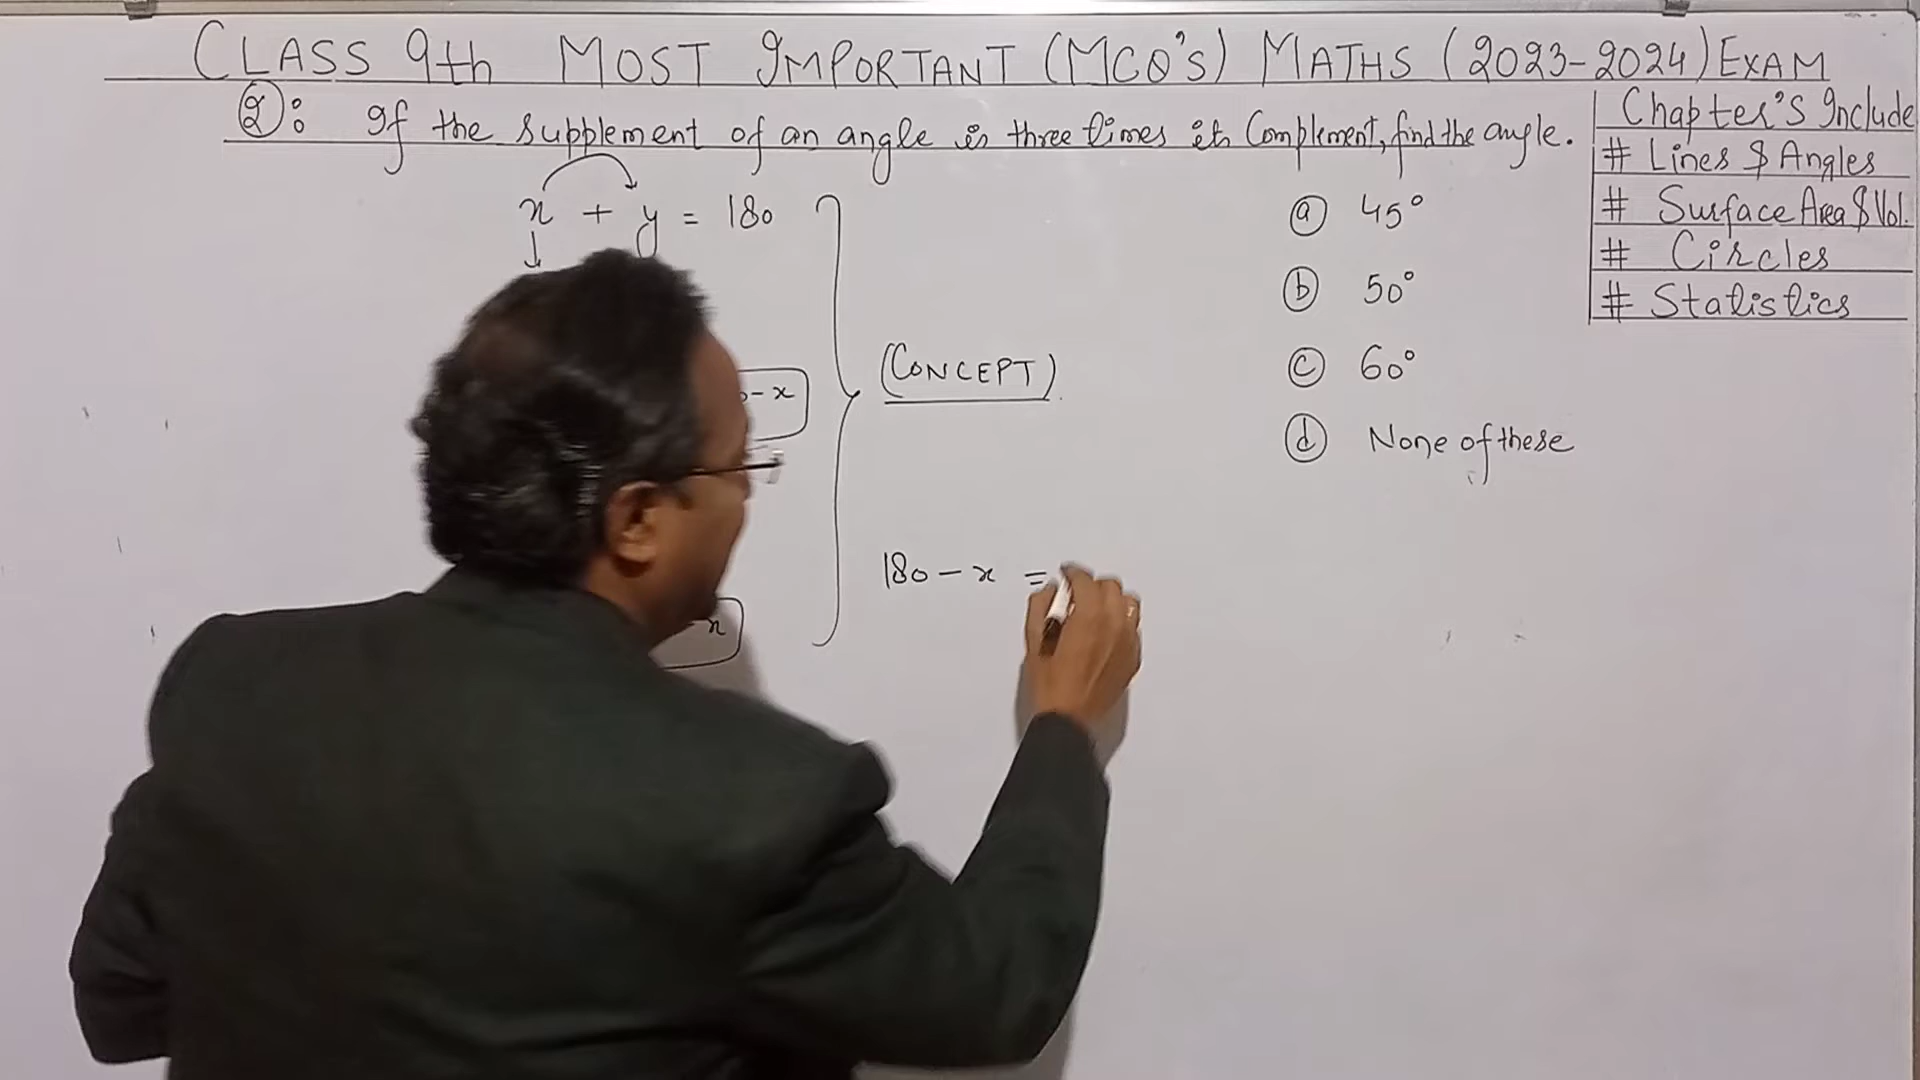 CLASS 9th MOST IMPORTANT (MCQ'S) MATHS (2023-2024) EXAM
Q: If the supplement of an angle is three times its Complement, find the angle.
Chapter's Include
# Lines & Angles
# Surface Area & Vol.
# Circles
# Statistics
x + y = 180
- x
- x
(CONCEPT)
180 - x =
(a) 45°
(b) 50°
(c) 60°
(d) None of these